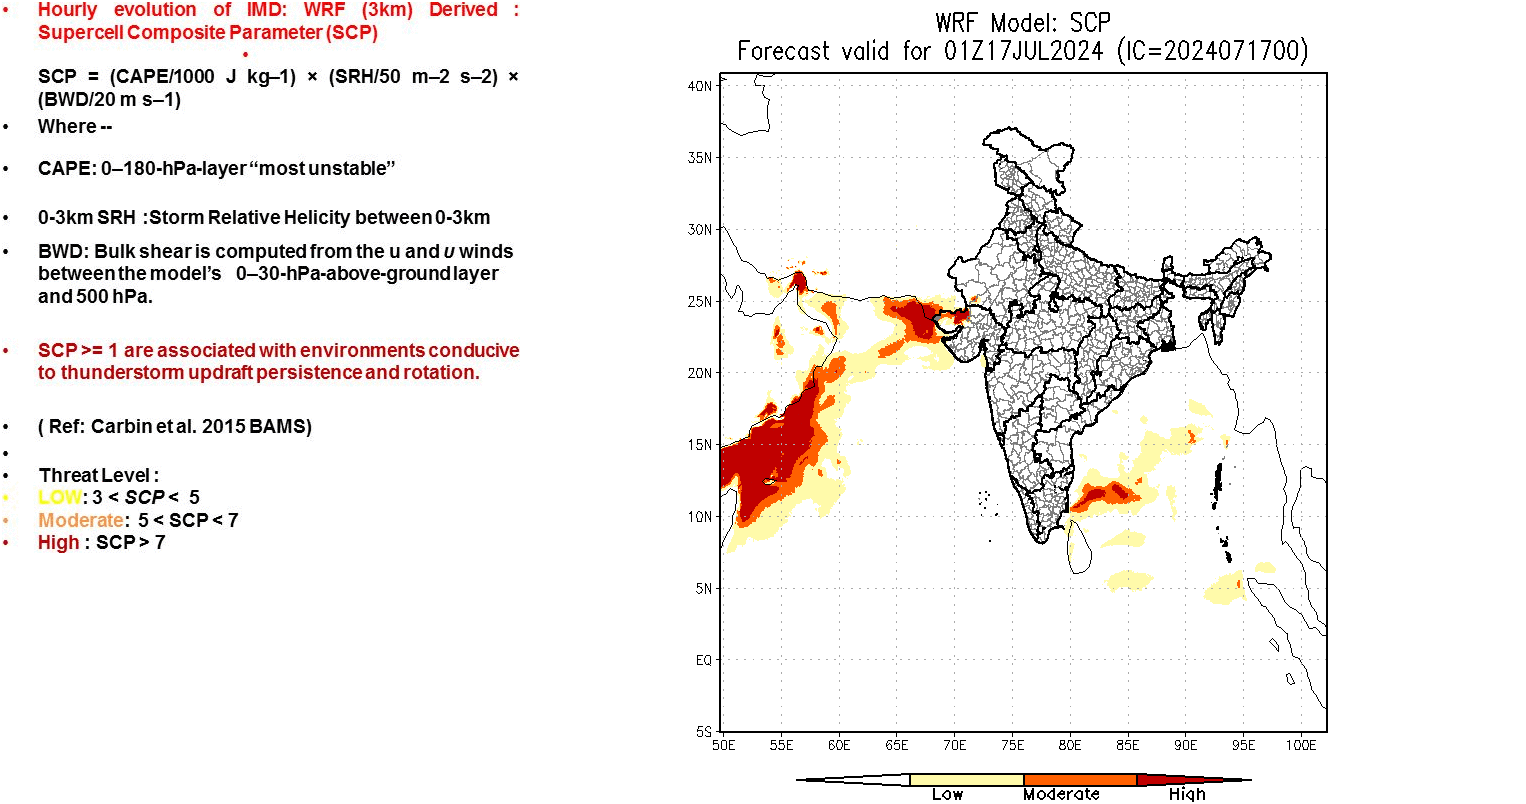 • Hourly evolution of IMD: WRF (3km) Derived :
Supercell Composite Parameter (SCP)
•
SCP = (CAPE/1000 J kg–1) × (SRH/50 m–2 s–2) ×
(BWD/20 m s–1)
• Where --
• CAPE: 0–180-hPa-layer “most unstable”
• 0-3km SRH :Storm Relative Helicity between 0-3km
• BWD: Bulk shear is computed from the u and υ winds
between the model’s 0–30-hPa-above-ground layer
and 500 hPa.
• SCP >= 1 are associated with environments conducive
to thunderstorm updraft persistence and rotation.
• ( Ref: Carbin et al. 2015 BAMS)
•
• Threat Level :
• LOW: 3 < SCP < 5
• Moderate: 5 < SCP < 7
• High : SCP > 7
WRF Model: SCP
Forecast valid for 01Z17JUL2024 (IC=2024071700)
40N
35N
30N
25N
20N
15N
10N
5N
EQ
5S
50E 55E 60E 65E 70E 75E 80E 85E 90E 95E 100E
Low Moderate High